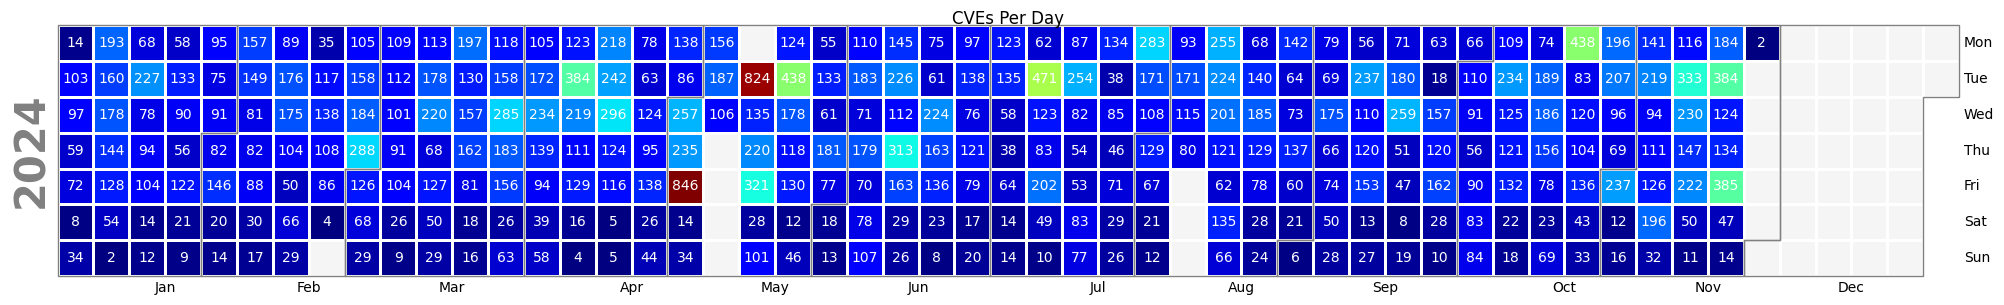 CVEs Per Day
2024
14 193 68 58 95 157 89 35 105 109 113 197 118 105 123 218 78 138 156 124 55 110 145 75 97 123 62 87 134 283 93 255 68 142 79 56 71 63 66 109 74 438 196 141 116 184 2 Mon
103 160 227 133 75 149 176 117 158 112 178 130 158 172 384 242 63 86 187 824 438 133 183 226 61 138 135 471 254 38 171 171 224 140 64 69 237 180 18 110 234 189 83 207 219 333 384 Tue
97 178 78 90 91 81 175 138 184 101 220 157 285 234 219 296 124 257 106 135 178 61 71 112 224 76 58 123 82 85 108 115 201 185 73 175 110 259 157 91 125 186 120 96 94 230 124 Wed
59 144 94 56 82 82 104 108 288 91 68 162 183 139 111 124 95 235 220 118 181 179 313 163 121 38 83 54 46 129 80 121 129 137 66 120 51 120 56 121 156 104 69 111 147 134 Thu
72 128 104 122 146 88 50 86 126 104 127 81 156 94 129 116 138 846 321 130 77 70 163 136 79 64 202 53 71 67 62 78 60 74 153 47 162 90 132 78 136 237 126 222 385 Fri
8 54 14 21 20 30 66 4 68 26 50 18 26 39 16 5 26 14 28 12 18 78 29 23 17 14 49 83 29 21 135 28 21 50 13 8 28 83 22 23 43 12 196 50 47 Sat
34 2 12 9 14 17 29 29 9 29 16 63 58 4 5 44 34 101 46 13 107 26 8 20 14 10 77 26 12 66 24 6 28 27 19 10 84 18 69 33 16 32 11 14 Sun
Jan Feb Mar Apr May Jun Jul Aug Sep Oct Nov Dec